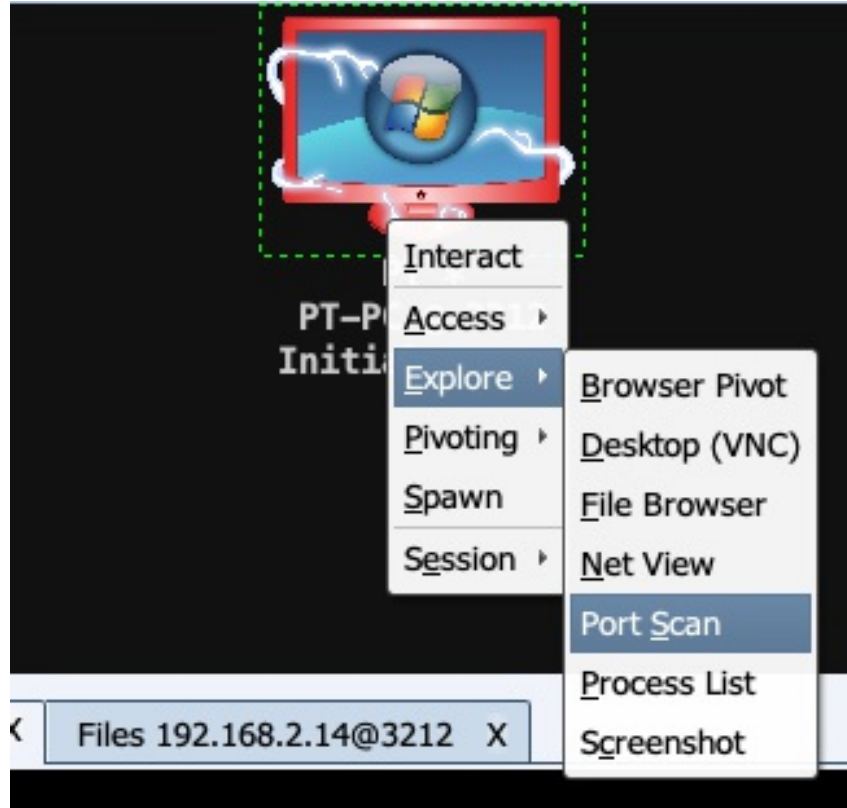 Interact
PT-P
Access
Initi
Explore
Browser Pivot
Pivoting
Desktop (VNC)
Spawn
File Browser
Session
Net View
Port Scan
Process List
X
Files 192.168.2.14@3212 X
Screenshot